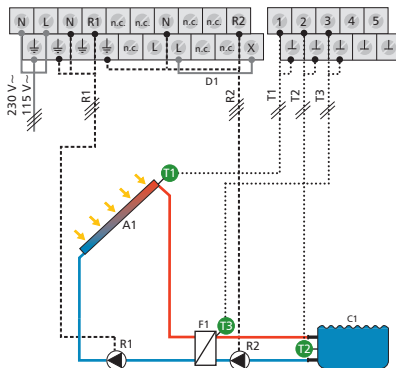 N L N R1 n.c. n.c. n.c. n.c. R2 1 2 3 4 5
n.c. L L n.c. n.c. X
D1
230 V~
115 V~
R1
R2
T1
T2
T3
T1
A1
F1
T3
C1
R1
R2
T2